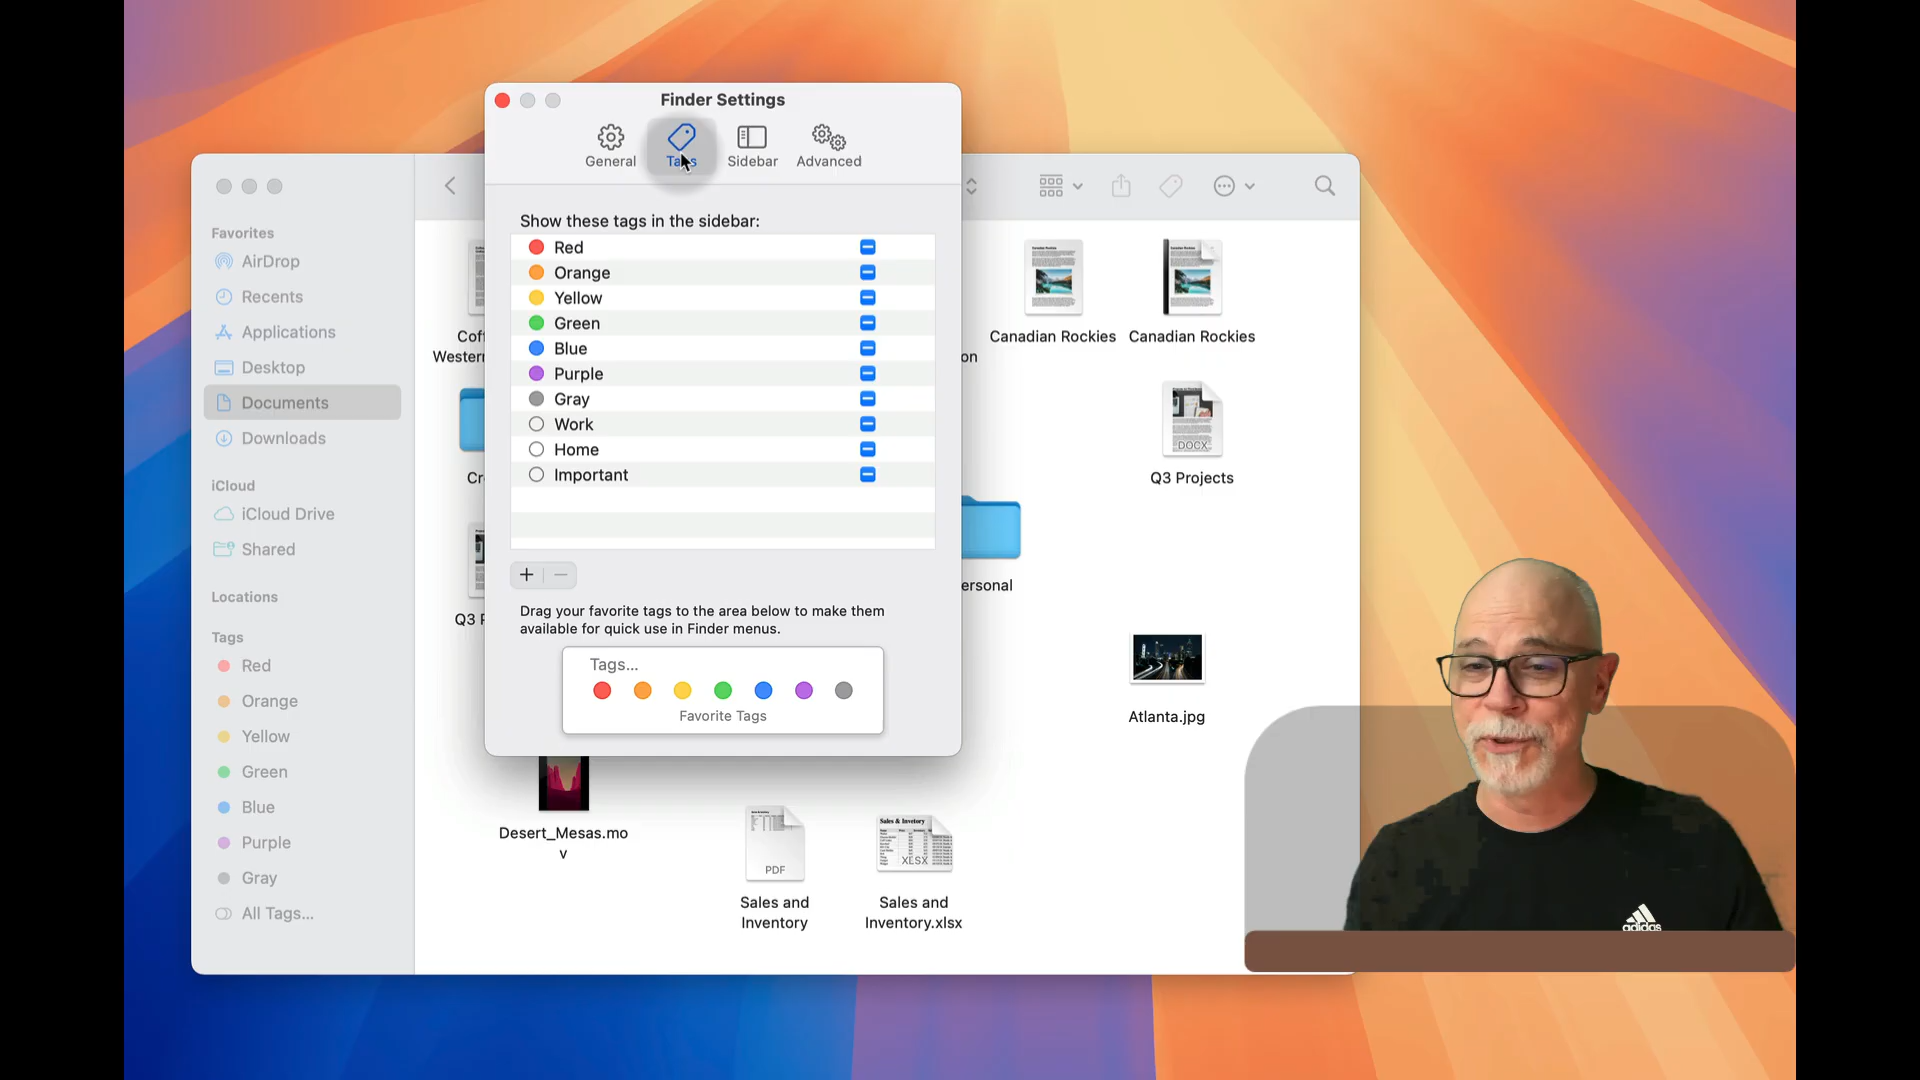 Finder Settings
General
Tags
Sidebar
Advanced
Show these tags in the sidebar:
Red
Orange
Yellow
Green
Blue
Purple
Gray
Work
Home
Important
Drag your favorite tags to the area below to make them
available for quick use in Finder menus.
Tags...
Favorite Tags
Favorites
AirDrop
Recents
Applications
Desktop
Documents
Downloads
iCloud
iCloud Drive
Shared
Locations
Tags
Red
Orange
Yellow
Green
Blue
Purple
Gray
All Tags...
Canadian Rockies
Canadian Rockies
DOCX
Q3 Projects
Atlanta.jpg
Desert_Mesas.mo
v
PDF
Sales and
Inventory
Sales & Invetory
XLSX
Sales and
Inventory.xlsx
adidas